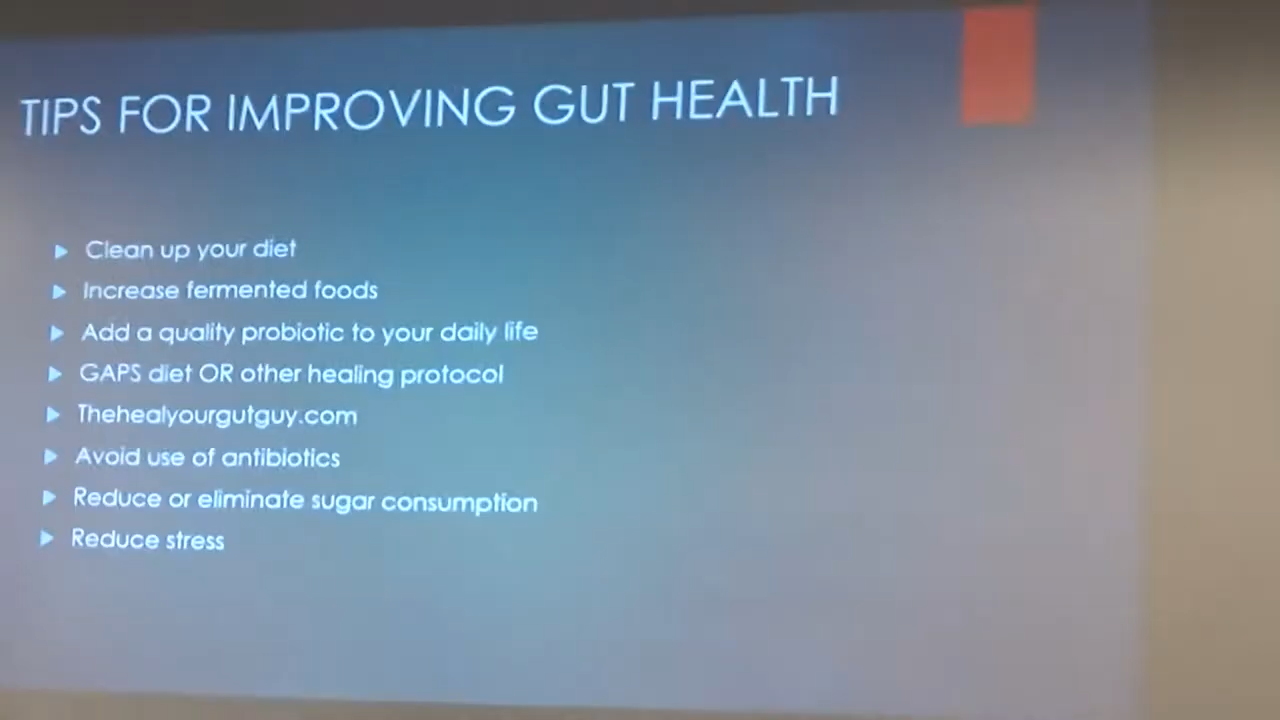 TIPS FOR IMPROVING GUT HEALTH
Clean up your diet
Increase fermented foods
Add a quality probiotic to your daily life
GAPS diet OR other healing protocol
Thehealyourgutguy.com
Avoid use of antibiotics
Reduce or eliminate sugar consumption
Reduce stress